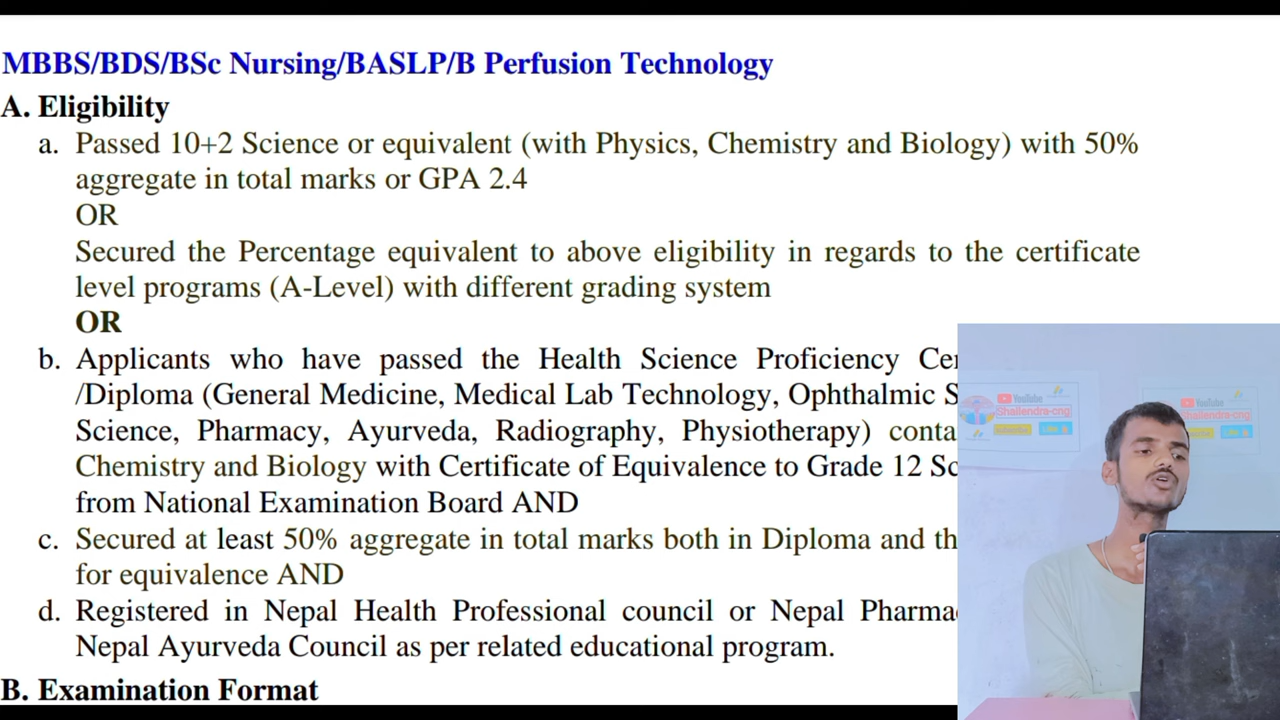 MBBS/BDS/BSc Nursing/BASLP/B Perfusion Technology
A. Eligibility
a. Passed 10+2 Science or equivalent (with Physics, Chemistry and Biology) with 50%
aggregate in total marks or GPA 2.4
OR
Secured the Percentage equivalent to above eligibility in regards to the certificate
level programs (A-Level) with different grading system
OR
b. Applicants who have passed the Health Science Proficiency
/Diploma (General Medicine, Medical Lab Technology, Ophthalmic
Science, Pharmacy, Ayurveda, Radiography, Physiotherapy)
Chemistry and Biology with Certificate of Equivalence to Grade 12
from National Examination Board AND
c. Secured at least 50% aggregate in total marks both in Diploma and
for equivalence AND
d. Registered in Nepal Health Professional council or Nepal
Nepal Ayurveda Council as per related educational program.
B. Examination Format
YouTube
Shailendra-cng
YouTube
Shailendra-cng